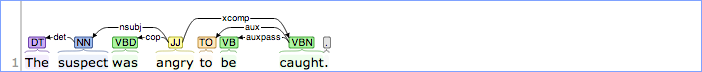 xcomp
nsubj aux
det cop auxpass
DT NN VBD JJ TO VB VBN .
1 The suspect was angry to be caught.